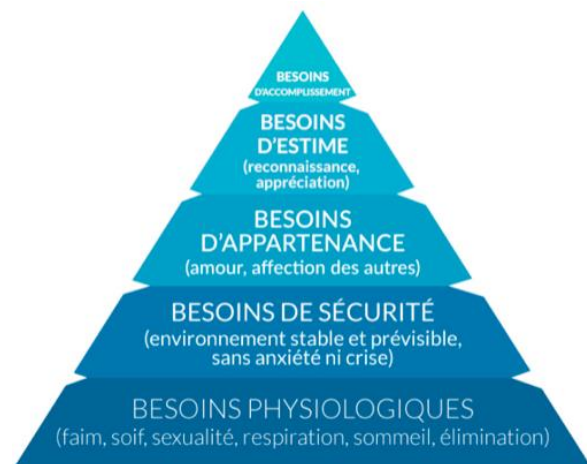 BESOINS
D'ACCOMPLISSEMENT
BESOINS
D'ESTIME
(reconnaissance,
appréciation)
BESOINS
D'APPARTENANCE
(amour, affection des autres)
BESOINS DE SÉCURITÉ
(environnement stable et prévisible,
sans anxiété ni crise)
BESOINS PHYSIOLOGIQUES
(faim, soif, sexualité, respiration, sommeil, élimination)